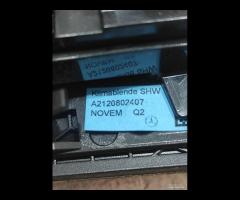 Klimablende SHW
A2120802407
NOVEM Q2